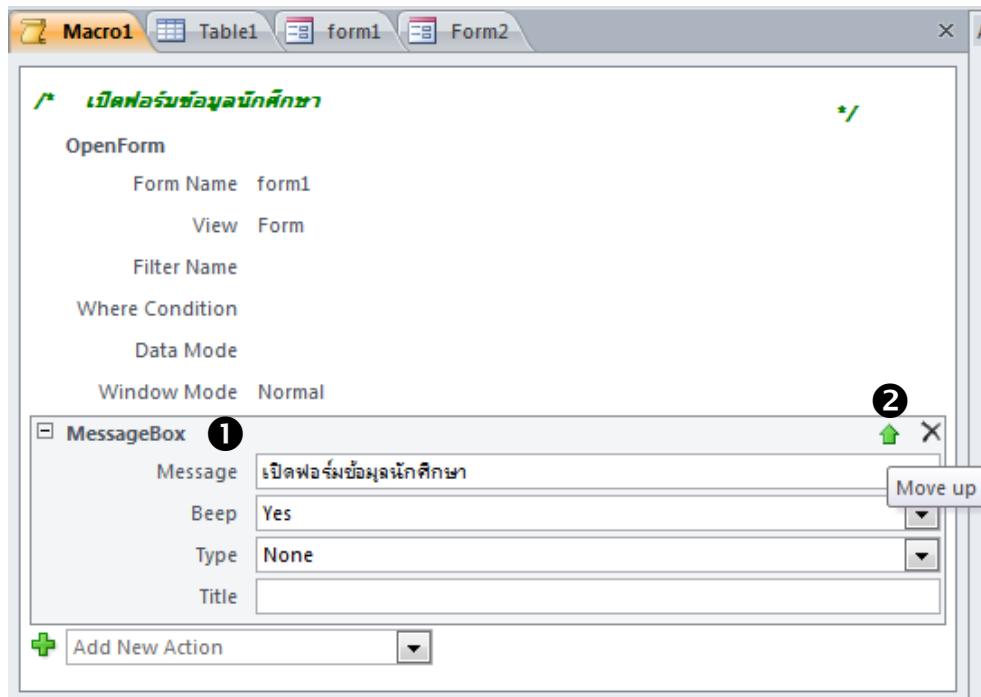 Macro1 Table1 form1 Form2
/* เปิดฟอร์มข้อมูลนักศึกษา */
OpenForm
Form Name form1
View Form
Filter Name
Where Condition
Data Mode
Window Mode Normal
❷
MessageBox ❶
Message เปิดฟอร์มข้อมุลนักศึกษา
Move up
Beep Yes
Type None
Title
Add New Action